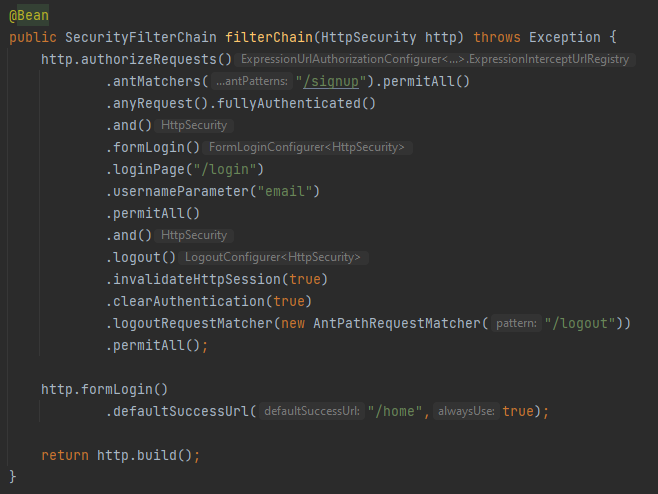 @Bean
public SecurityFilterChain filterChain(HttpSecurity http) throws Exception {
    http.authorizeRequests() ExpressionUrlAuthorizationConfigurer<...>.ExpressionInterceptUrlRegistry
            .antMatchers( ...antPatterns: "/signup").permitAll()
            .anyRequest().fullyAuthenticated()
            .and() HttpSecurity
            .formLogin() FormLoginConfigurer<HttpSecurity>
            .loginPage("/login")
            .usernameParameter("email")
            .permitAll()
            .and() HttpSecurity
            .logout() LogoutConfigurer<HttpSecurity>
            .invalidateHttpSession(true)
            .clearAuthentication(true)
            .logoutRequestMatcher(new AntPathRequestMatcher( pattern: "/logout"))
            .permitAll();
    http.formLogin()
            .defaultSuccessUrl( defaultSuccessUrl: "/home", alwaysUse: true);
    return http.build();
}